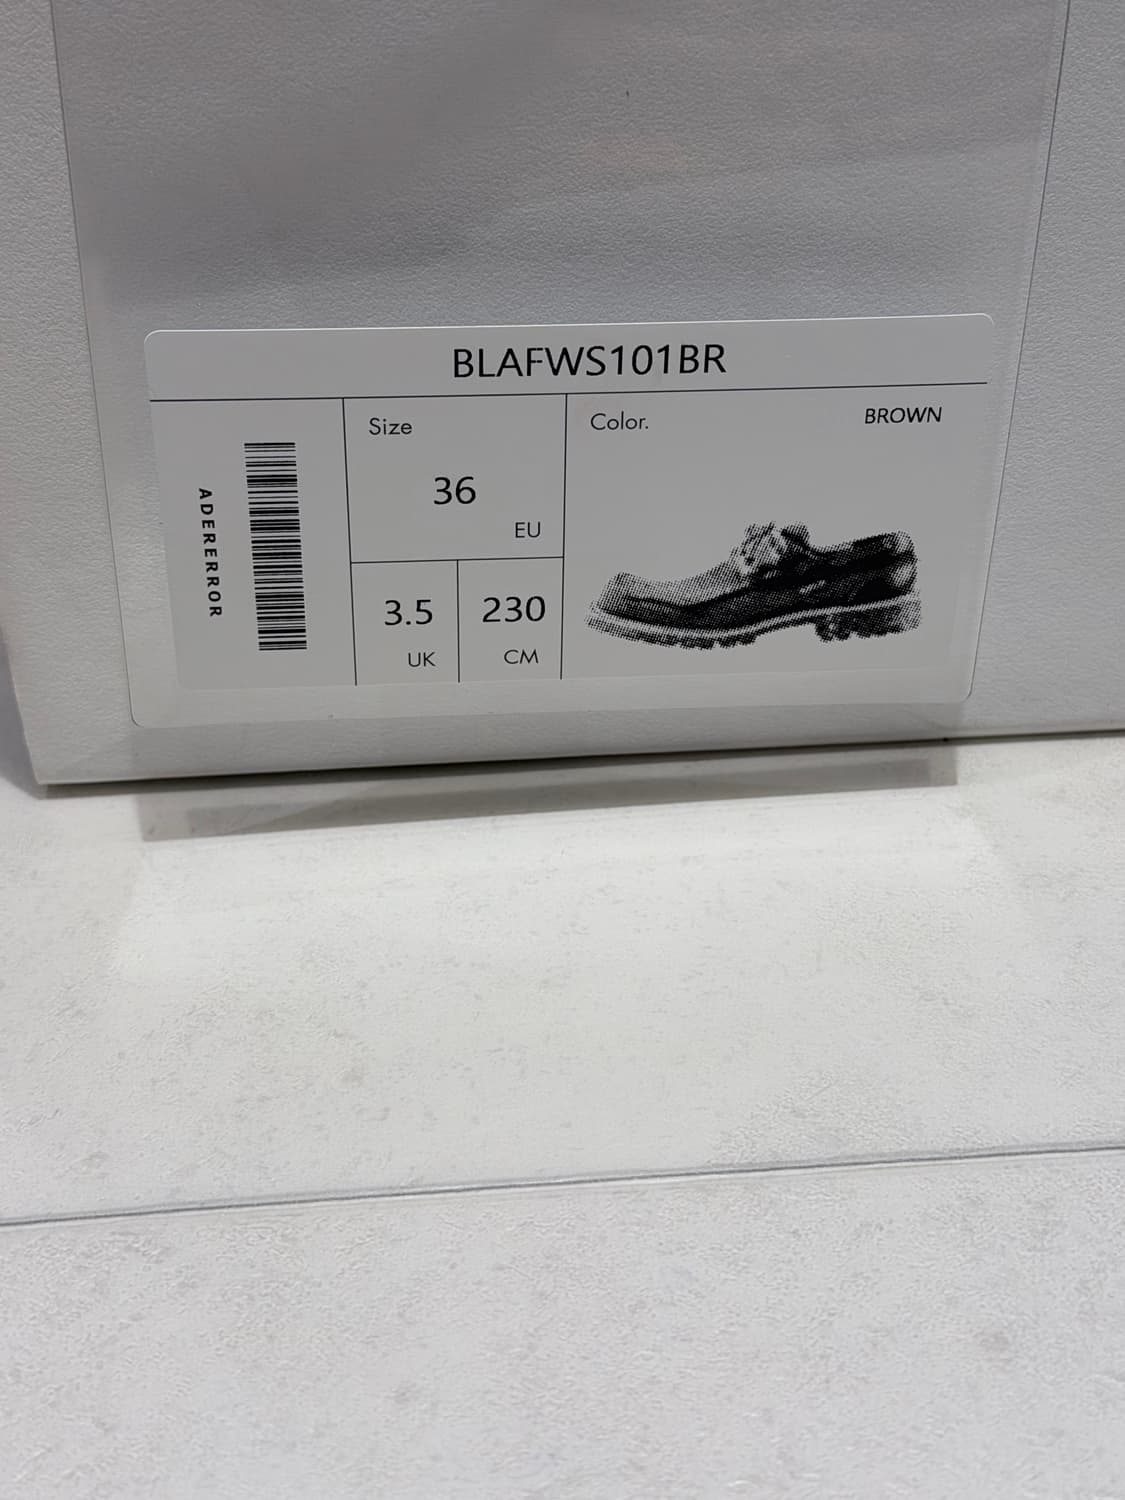 BLAFWS101BR
ADERERROR
Size
36
EU
3.5
UK
230
CM
Color.
BROWN